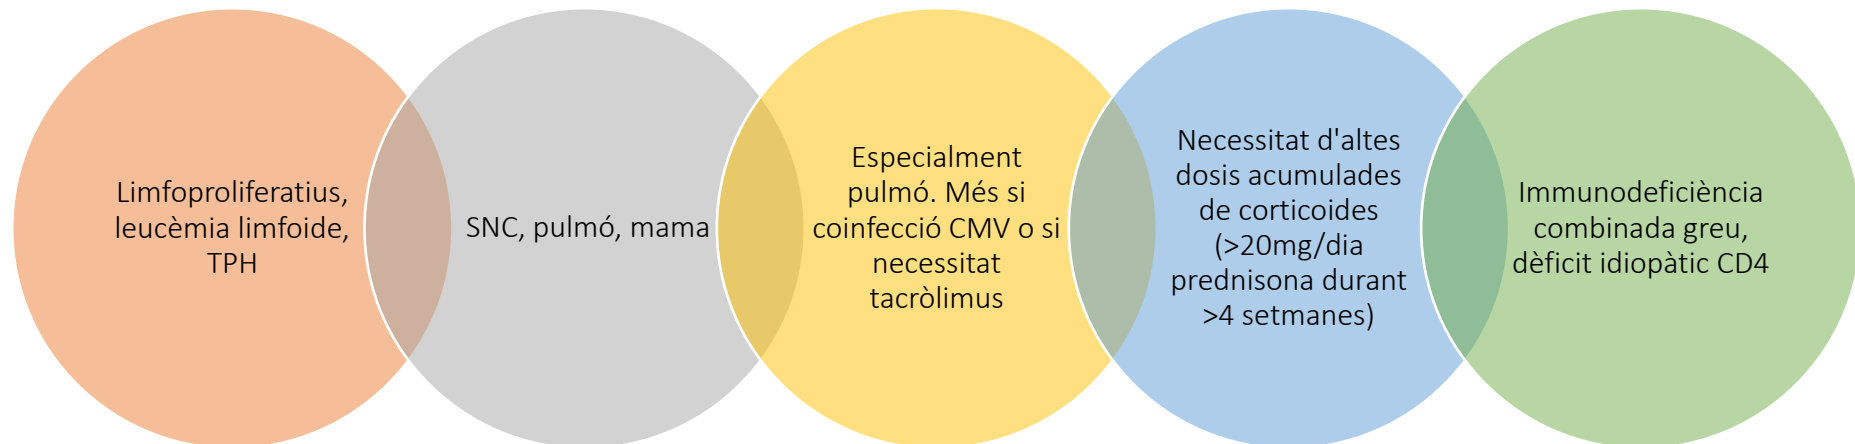 Limfoproliferatius,
leucèmia limfoide,
TPH
SNC, pulmó, mama
Especialment
pulmó. Més si
coinfecció CMV o si
necessitat
tacròlimus
Necessitat d'altes
dosis acumulades
de corticoides
(>20mg/dia
prednisona durant
>4 setmanes)
Immunodeficiència
combinada greu,
dèficit idiopàtic CD4